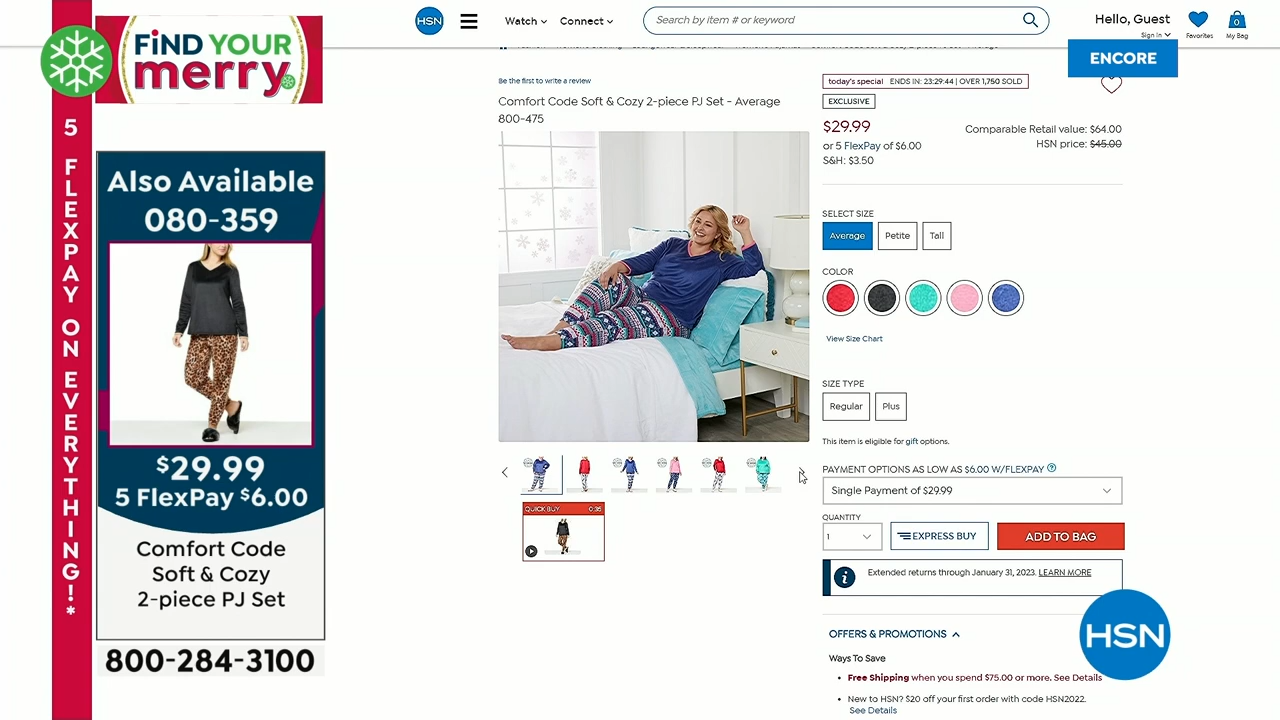 FiND YOUR
merry
5 FLEXPAY ON EVERYTHING!*
Also Available
080-359
$29.99
5 FlexPay $6.00
Comfort Code
Soft & Cozy
2-piece PJ Set
800-284-3100
HSN
Watch
Connect
Search by item # or keyword
Hello, Guest
Sign In
Favorites
0
My Bag
ENCORE
Be the first to write a review
Comfort Code Soft & Cozy 2-piece PJ Set - Average
800-475
QUICK BUY 0:35
today's special ENDS IN: 23:29:44 | OVER 1,750 SOLD
EXCLUSIVE
$29.99
or 5 FlexPay of $6.00
S&H: $3.50
Comparable Retail value: $64.00
HSN price: $45.00
SELECT SIZE
Average Petite Tall
COLOR
View Size Chart
SIZE TYPE
Regular Plus
This item is eligible for gift options.
PAYMENT OPTIONS AS LOW AS $6.00 W/FLEXPAY ?
Single Payment of $29.99
QUANTITY
1
EXPRESS BUY
ADD TO BAG
Extended returns through January 31, 2023. LEARN MORE
OFFERS & PROMOTIONS
Ways To Save
• Free Shipping when you spend $75.00 or more. See Details
• New to HSN? $20 off your first order with code HSN2022.
See Details
HSN